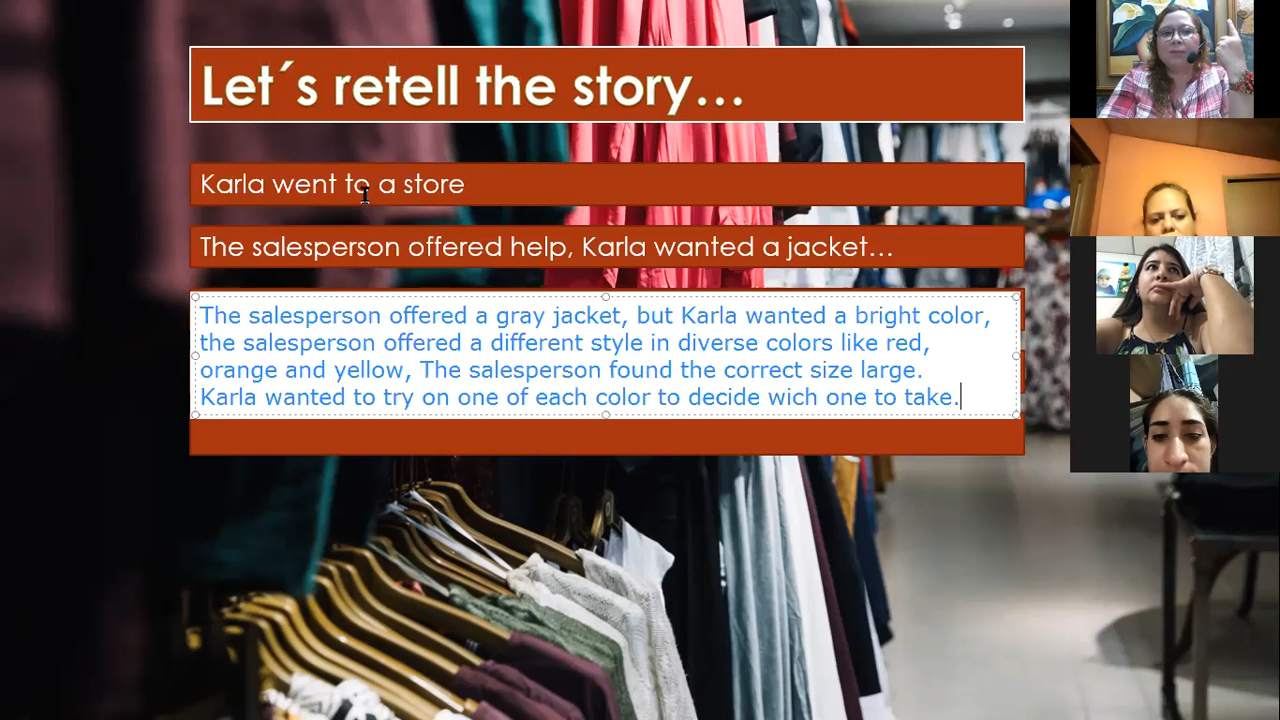 Let´s retell the story...
Karla went to a store
The salesperson offered help, Karla wanted a jacket...
The salesperson offered a gray jacket, but Karla wanted a bright color,
the salesperson offered a different style in diverse colors like red,
orange and yellow, The salesperson found the correct size large.
Karla wanted to try on one of each color to decide wich one to take.